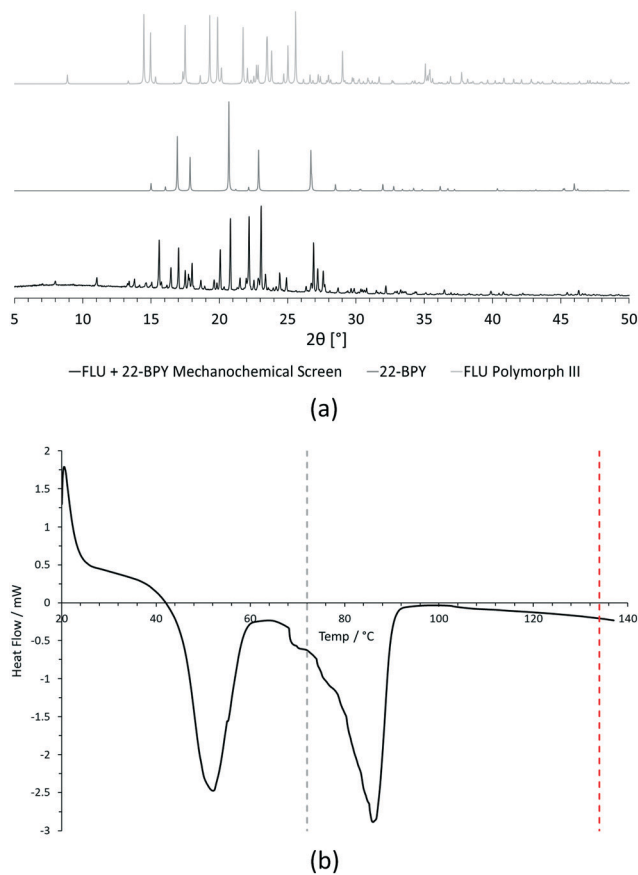 5 10 15 20 25 30 35 40 45 50
2θ [°]
FLU + 22-BPY Mechanochemical Screen 22-BPY FLU Polymorph III
(a)
2
1.5
1
0.5
0
-0.5
-1
-1.5
-2
-2.5
-3
Heat Flow / mW
20 40 60 80 100 120 140
Temp / °C
(b)